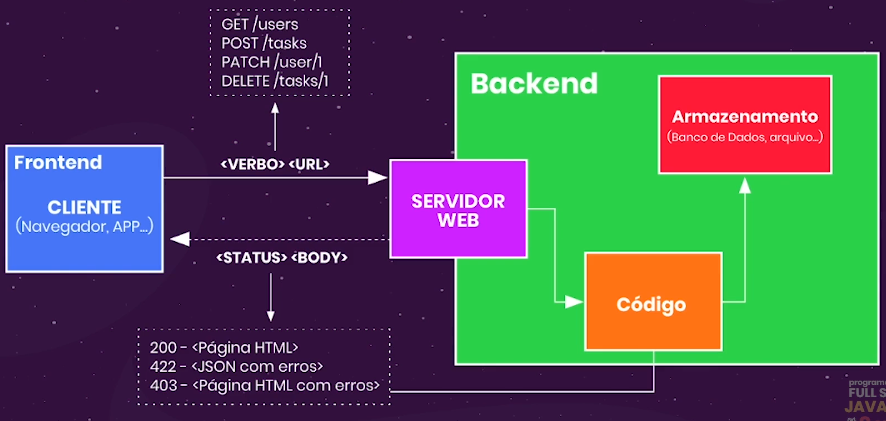 GET /users
POST /tasks
PATCH /user/1
DELETE /tasks/1
Backend
Armazenamento
(Banco de Dados, arquivo...)
Frontend
CLIENTE
(Navegador, APP...)
<VERBO> <URL>
SERVIDOR
WEB
<STATUS> <BODY>
Código
200 - <Página HTML>
422 - <JSON com erros>
403 - <Página HTML com erros>
FULL S
JAVA